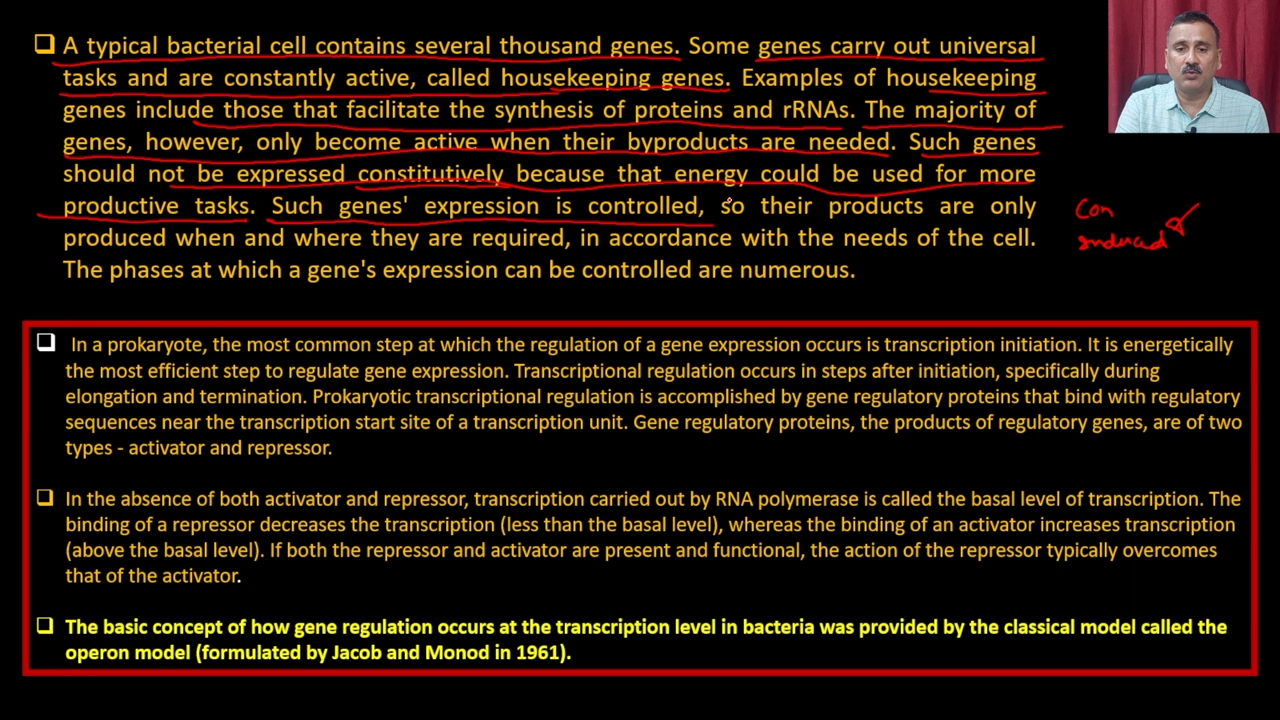 A typical bacterial cell contains several thousand genes. Some genes carry out universal
tasks and are constantly active, called housekeeping genes. Examples of housekeeping
genes include those that facilitate the synthesis of proteins and rRNAs. The majority of
genes, however, only become active when their byproducts are needed. Such genes
should not be expressed constitutively because that energy could be used for more
productive tasks. Such genes' expression is controlled, so their products are only
produced when and where they are required, in accordance with the needs of the cell.
The phases at which a gene's expression can be controlled are numerous.
Con
In a prokaryote, the most common step at which the regulation of a gene expression occurs is transcription initiation. It is energetically
the most efficient step to regulate gene expression. Transcriptional regulation occurs in steps after initiation, specifically during
elongation and termination. Prokaryotic transcriptional regulation is accomplished by gene regulatory proteins that bind with regulatory
sequences near the transcription start site of a transcription unit. Gene regulatory proteins, the products of regulatory genes, are of two
types - activator and repressor.
In the absence of both activator and repressor, transcription carried out by RNA polymerase is called the basal level of transcription. The
binding of a repressor decreases the transcription (less than the basal level), whereas the binding of an activator increases transcription
(above the basal level). If both the repressor and activator are present and functional, the action of the repressor typically overcomes
that of the activator.
The basic concept of how gene regulation occurs at the transcription level in bacteria was provided by the classical model called the
operon model (formulated by Jacob and Monod in 1961).